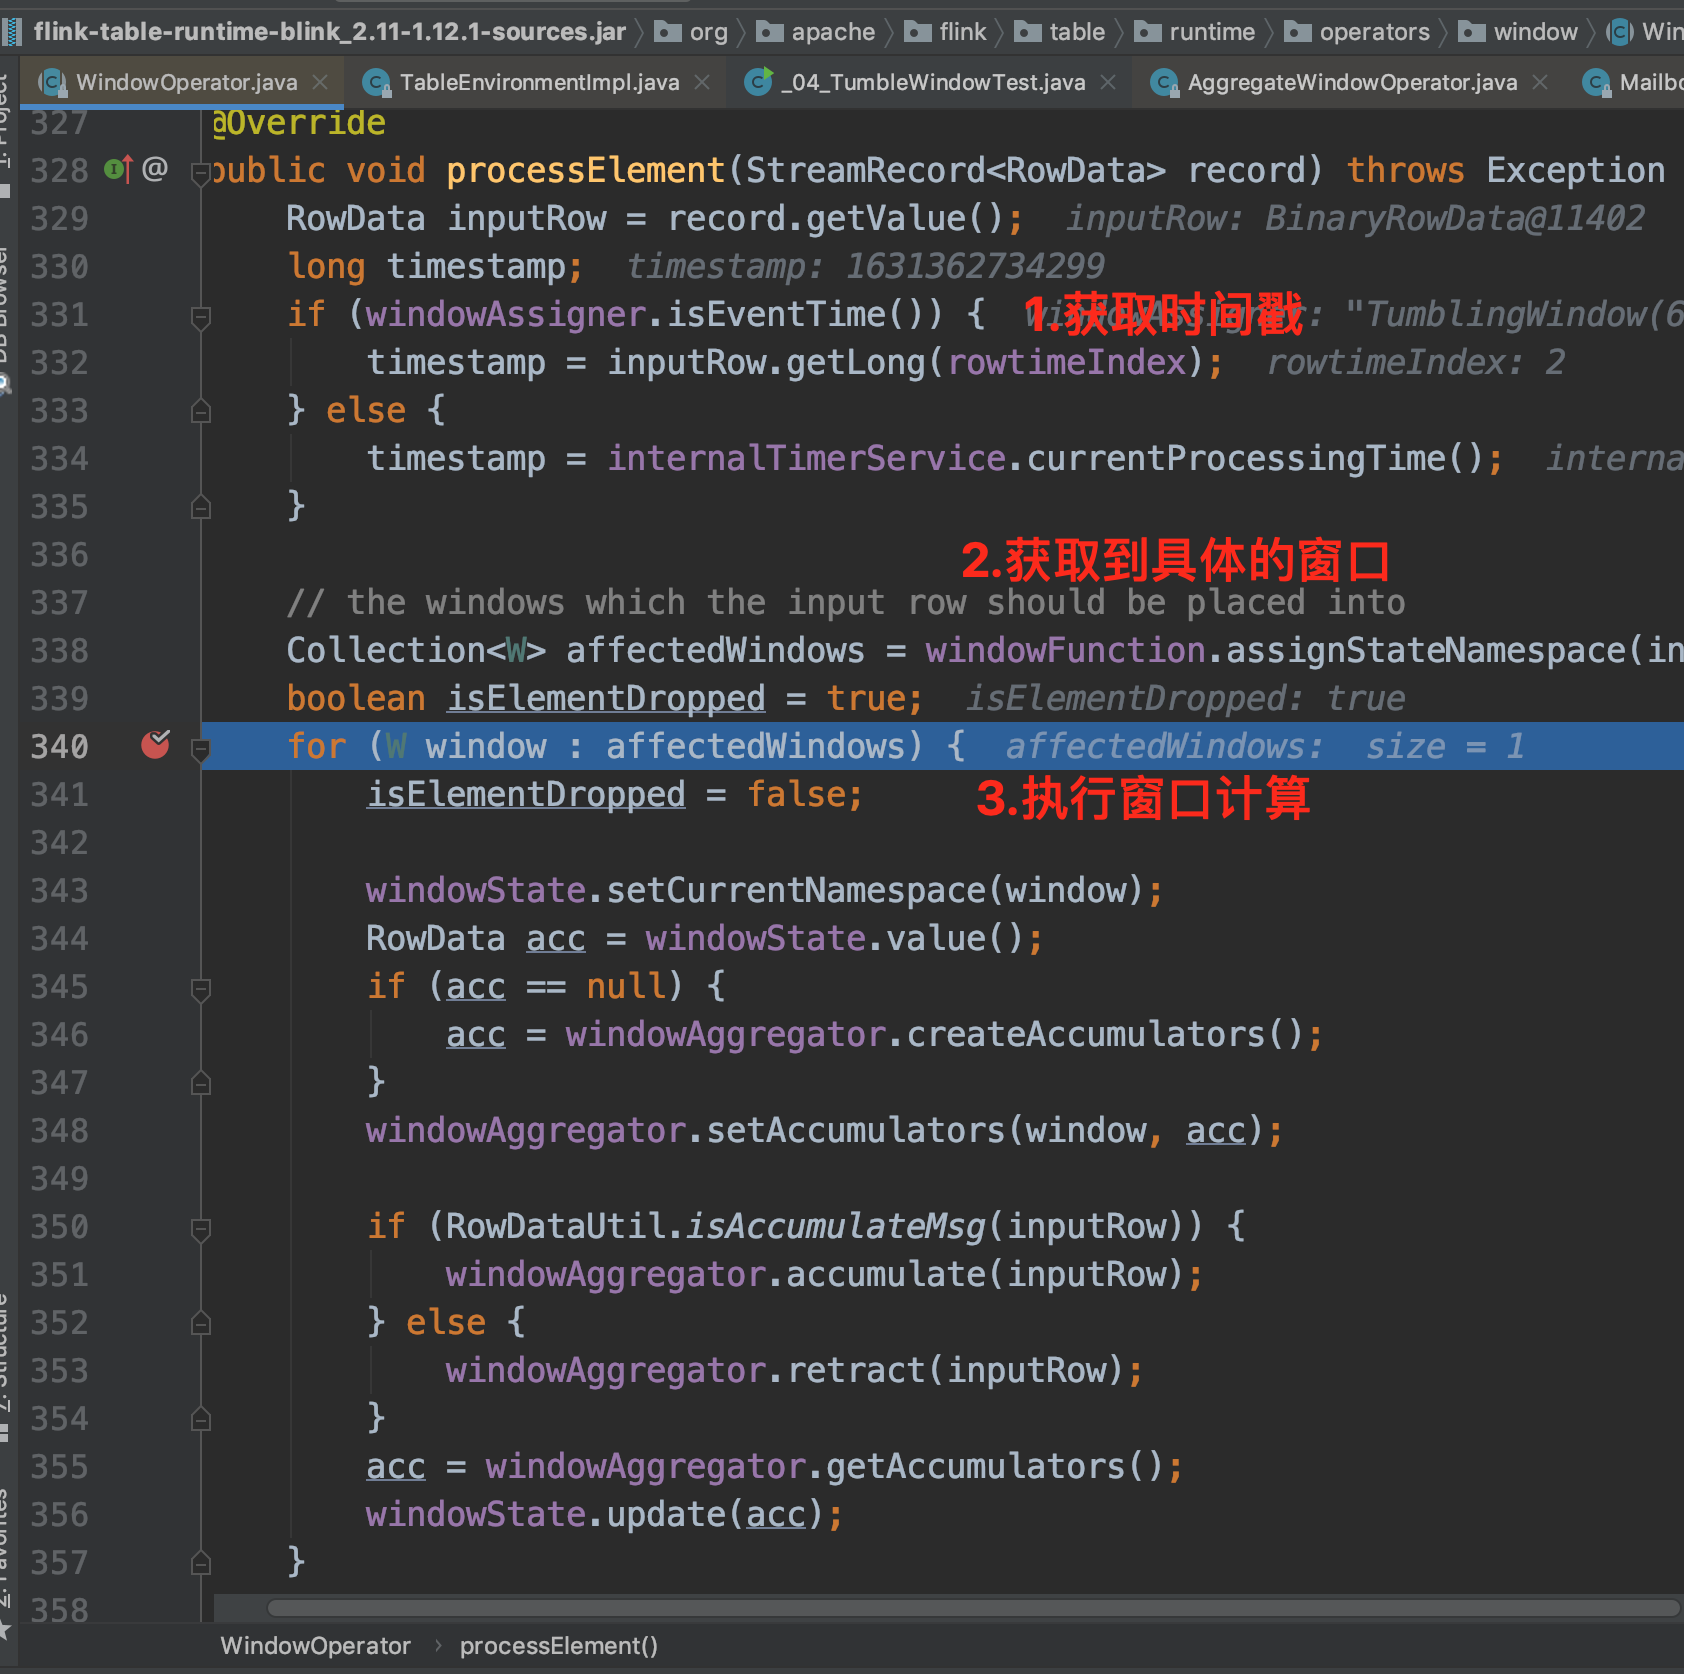 flink-table-runtime-blink_2.11-1.12.1-sources.jar org apache flink table runtime operators window Win
WindowOperator.java TableEnvironmentImpl.java _04_TumbleWindowTest.java AggregateWindowOperator.java Mailbo
327 @Override
328 @ public void processElement(StreamRecord<RowData> record) throws Exception
329 RowData inputRow = record.getValue(); inputRow: BinaryRowData@11402
330 long timestamp; timestamp: 1631362734299
331 if (windowAssigner.isEventTime()) { windowAssigner: "TumblingWindow(6
1.获取时间戳
332 timestamp = inputRow.getLong(rowtimeIndex); rowtimeIndex: 2
333 } else {
334 timestamp = internalTimerService.currentProcessingTime(); interna
335 }
336
2.获取到具体的窗口
337 // the windows which the input row should be placed into
338 Collection<W> affectedWindows = windowFunction.assignStateNamespace(in
339 boolean isElementDropped = true; isElementDropped: true
340 for (W window : affectedWindows) { affectedWindows: size = 1
341 isElementDropped = false;
3.执行窗口计算
342
343 windowState.setCurrentNamespace(window);
344 RowData acc = windowState.value();
345 if (acc == null) {
346 acc = windowAggregator.createAccumulators();
347 }
348 windowAggregator.setAccumulators(window, acc);
349
350 if (RowDataUtil.isAccumulateMsg(inputRow)) {
351 windowAggregator.accumulate(inputRow);
352 } else {
353 windowAggregator.retract(inputRow);
354 }
355 acc = windowAggregator.getAccumulators();
356 windowState.update(acc);
357 }
358
WindowOperator processElement()
1: Project
DB Browser
7: Structure
2: Favorites